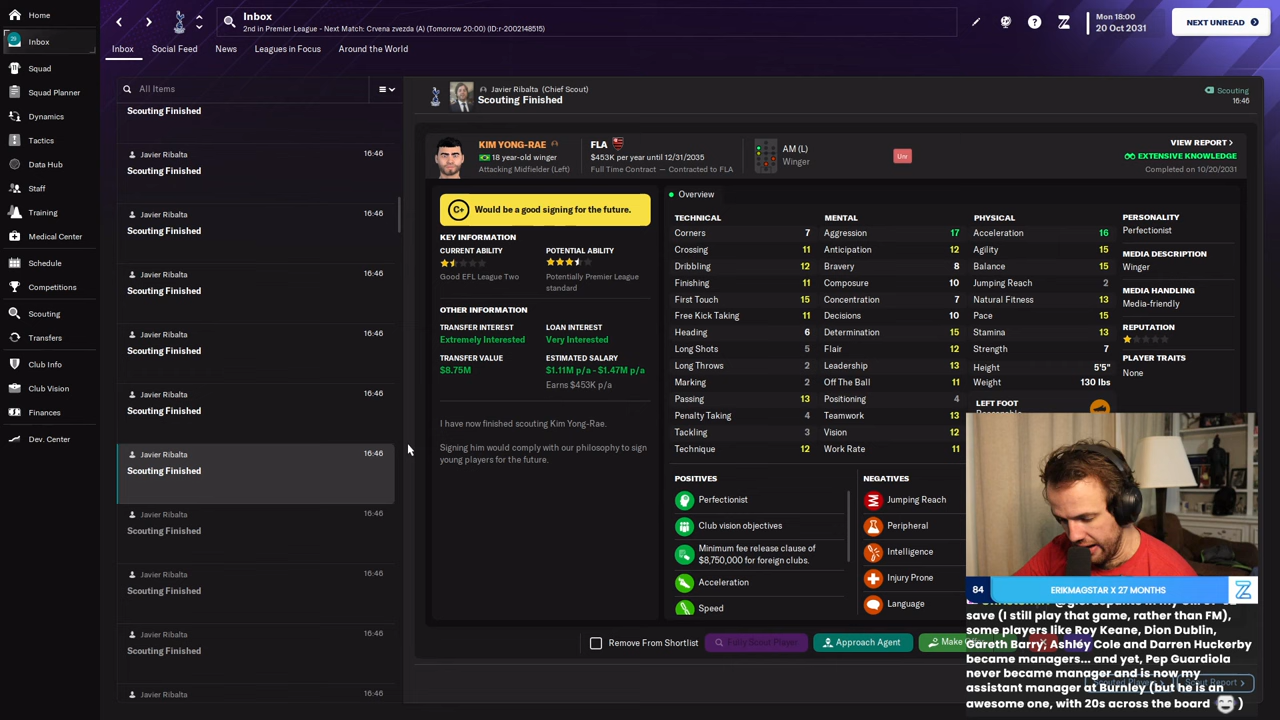 Home
Inbox
2nd in Premier League - Next Match: Crvena zvezda (A) (Tomorrow 20:00) (ID:r-2002148515)
Mon 18:00
20 Oct 2031
NEXT UNREAD
Inbox
Squad
Squad Planner
Dynamics
Tactics
Data Hub
Staff
Training
Medical Center
Schedule
Competitions
Scouting
Transfers
Club Info
Club Vision
Finances
Dev. Center
Inbox
Social Feed
News
Leagues in Focus
Around the World
All Items
Scouting Finished
Javier Ribalta
16:46
Scouting Finished
Javier Ribalta
16:46
Scouting Finished
Javier Ribalta
16:46
Scouting Finished
Javier Ribalta
16:46
Scouting Finished
Javier Ribalta
16:46
Scouting Finished
Javier Ribalta
16:46
Scouting Finished
Javier Ribalta
16:46
Scouting Finished
Javier Ribalta
16:46
Scouting Finished
Javier Ribalta
16:46
Scouting Finished
Javier Ribalta
16:46
Javier Ribalta (Chief Scout)
Scouting Finished
Scouting
16:46
KIM YONG-RAE
18 year-old winger
Attacking Midfielder (Left)
FLA
$453K per year until 12/31/2035
Full Time Contract — Contracted to FLA
AM (L)
Winger
VIEW REPORT
EXTENSIVE KNOWLEDGE
Completed on 10/20/2031
C+
Would be a good signing for the future.
KEY INFORMATION
CURRENT ABILITY
Good EFL League Two
POTENTIAL ABILITY
Potentially Premier League
standard
OTHER INFORMATION
TRANSFER INTEREST
Extremely Interested
LOAN INTEREST
Very Interested
TRANSFER VALUE
$8.75M
ESTIMATED SALARY
$1.11M p/a - $1.47M p/a
Earns $453K p/a
I have now finished scouting Kim Yong-Rae.
Signing him would comply with our philosophy to sign
young players for the future.
Overview
TECHNICAL
Corners 7
Crossing 11
Dribbling 12
Finishing 11
First Touch 15
Free Kick Taking 11
Heading 6
Long Shots 5
Long Throws 2
Marking 2
Passing 13
Penalty Taking 4
Tackling 3
Technique 12
MENTAL
Aggression 17
Anticipation 12
Bravery 8
Composure 10
Concentration 7
Decisions 10
Determination 15
Flair 12
Leadership 13
Off The Ball 11
Positioning 4
Teamwork 13
Vision 12
Work Rate 11
PHYSICAL
Acceleration 16
Agility 15
Balance 15
Jumping Reach 2
Natural Fitness 13
Pace 15
Stamina 13
Strength 7
Height 5'5"
Weight 130 lbs
LEFT FOOT
PERSONALITY
Perfectionist
MEDIA DESCRIPTION
Winger
MEDIA HANDLING
Media-friendly
REPUTATION
PLAYER TRAITS
None
POSITIVES
Perfectionist
Club vision objectives
Minimum fee release clause of
$8,750,000 for foreign clubs.
Acceleration
Speed
NEGATIVES
Jumping Reach
Peripheral
Intelligence
Injury Prone
Language
Remove From Shortlist
Fully Scout Player
Approach Agent
84
ERIKMAGSTAR X 27 MONTHS
save (I still play that game, rather than FM),
some players like Roy Keane, Dion Dublin,
Gareth Barry, Ashley Cole and Darren Huckerby
became managers... and yet, Pep Guardiola
never became manager and is now my
assistant manager at Burnley (but he is an
awesome one, with 20s across the board )